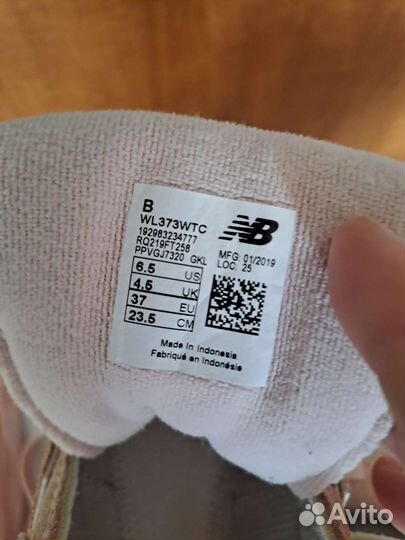 B
WL373WTC
192983234777
RQ219FT258
PPVGJ7320 GKL
NB
MFG: 01/2019
LOC: 25
6.5 US
4.5 UK
37 EU
23.5 CM
Made in Indonesia
Fabriqué en Indonésie
Avito